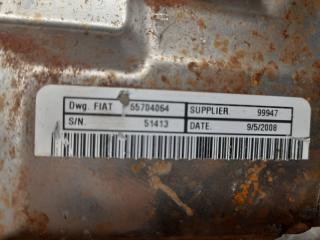 Dwg. FIAT 55704064 SUPPLIER. 99947
S/N. 51413 DATE. 9/5/2008